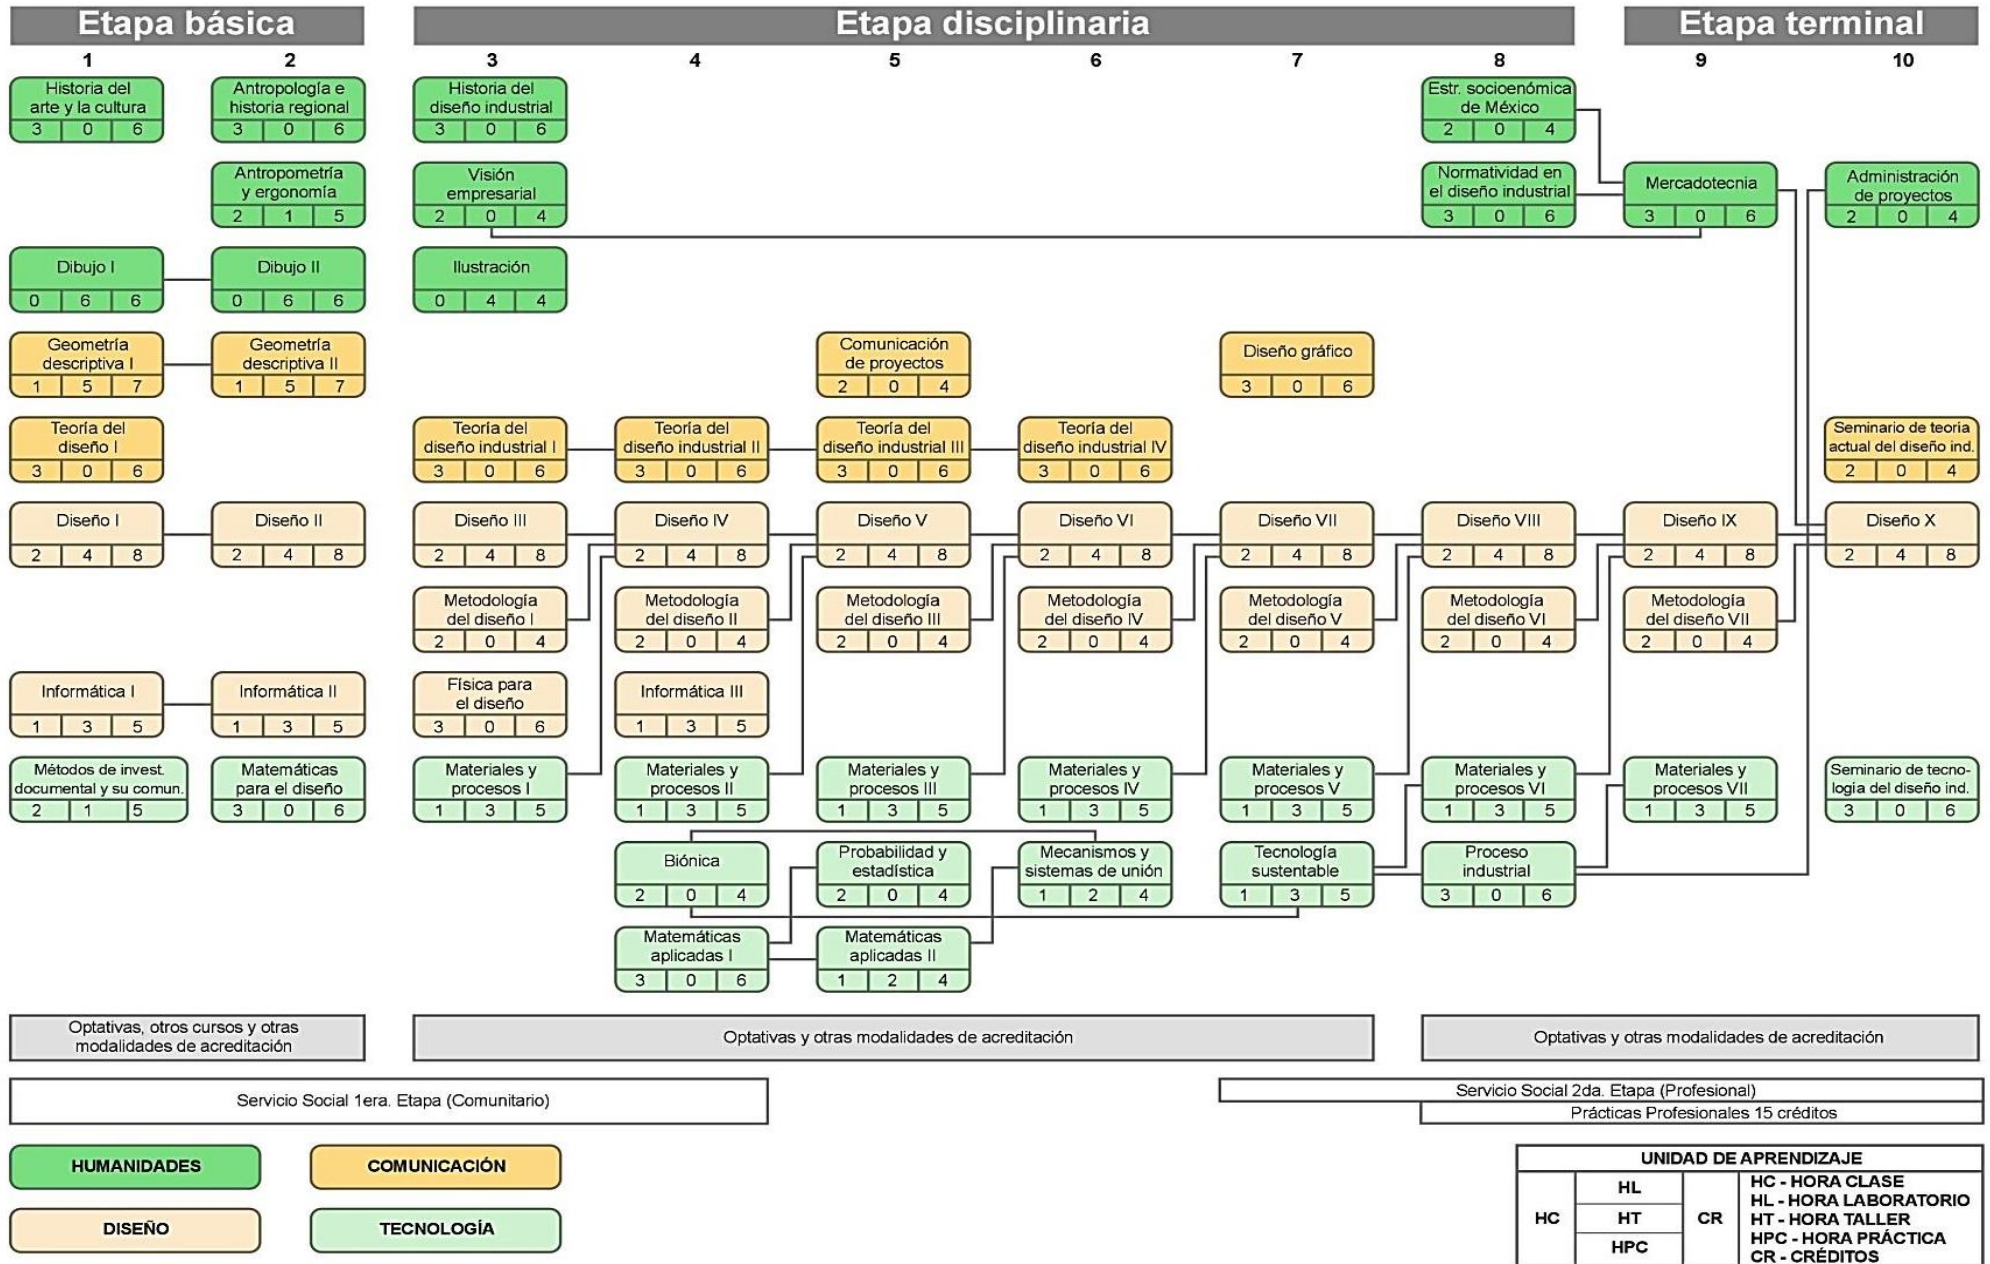 Etapa básica
Etapa disciplinaria
Etapa terminal
1 2 3 4 5 6 7 8 9 10
Historia del
arte y la cultura
3 0 6
Antropología e
historia regional
3 0 6
Historia del
diseño industrial
3 0 6
Estr. socioenómica
de México
2 0 4
Antropometría
y ergonomía
2 1 5
Visión
empresarial
2 0 4
Normatividad en
el diseño industrial
3 0 6
Mercadotecnia
3 0 6
Administración
de proyectos
2 0 4
Dibujo I
0 6 6
Dibujo II
0 6 6
Ilustración
0 4 4
Geometría
descriptiva I
1 5 7
Geometría
descriptiva II
1 5 7
Comunicación
de proyectos
2 0 4
Diseño gráfico
3 0 6
Teoría del
diseño I
3 0 6
Teoría del
diseño industrial I
3 0 6
Teoría del
diseño industrial II
3 0 6
Teoría del
diseño industrial III
3 0 6
Teoría del
diseño industrial IV
3 0 6
Seminario de teoría
actual del diseño ind.
2 0 4
Diseño I
2 4 8
Diseño II
2 4 8
Diseño III
2 4 8
Diseño IV
2 4 8
Diseño V
2 4 8
Diseño VI
2 4 8
Diseño VII
2 4 8
Diseño VIII
2 4 8
Diseño IX
2 4 8
Diseño X
2 4 8
Metodología
del diseño I
2 0 4
Metodología
del diseño II
2 0 4
Metodología
del diseño III
2 0 4
Metodología
del diseño IV
2 0 4
Metodología
del diseño V
2 0 4
Metodología
del diseño VI
2 0 4
Metodología
del diseño VII
2 0 4
Informática I
1 3 5
Informática II
1 3 5
Física para
el diseño
3 0 6
Informática III
1 3 5
Métodos de invest.
documental y su comun.
2 1 5
Matemáticas
para el diseño
3 0 6
Materiales y
procesos I
1 3 5
Materiales y
procesos II
1 3 5
Materiales y
procesos III
1 3 5
Materiales y
procesos IV
1 3 5
Materiales y
procesos V
1 3 5
Materiales y
procesos VI
1 3 5
Materiales y
procesos VII
1 3 5
Seminario de tecno-
logia del diseño ind.
3 0 6
Biónica
2 0 4
Probabilidad y
estadística
2 0 4
Mecanismos y
sistemas de unión
1 2 4
Tecnología
sustentable
1 3 5
Proceso
industrial
3 0 6
Matemáticas
aplicadas I
3 0 6
Matemáticas
aplicadas II
1 2 4
Optativas, otros cursos y otras
modalidades de acreditación
Optativas y otras modalidades de acreditación
Optativas y otras modalidades de acreditación
Servicio Social 1era. Etapa (Comunitario)
Servicio Social 2da. Etapa (Profesional)
Prácticas Profesionales 15 créditos
HUMANIDADES
COMUNICACIÓN
DISEÑO
TECNOLOGÍA
UNIDAD DE APRENDIZAJE
HC
HL
HT
HPC
CR
HC - HORA CLASE
HL - HORA LABORATORIO
HT - HORA TALLER
HPC - HORA PRÁCTICA
CR - CRÉDITOS